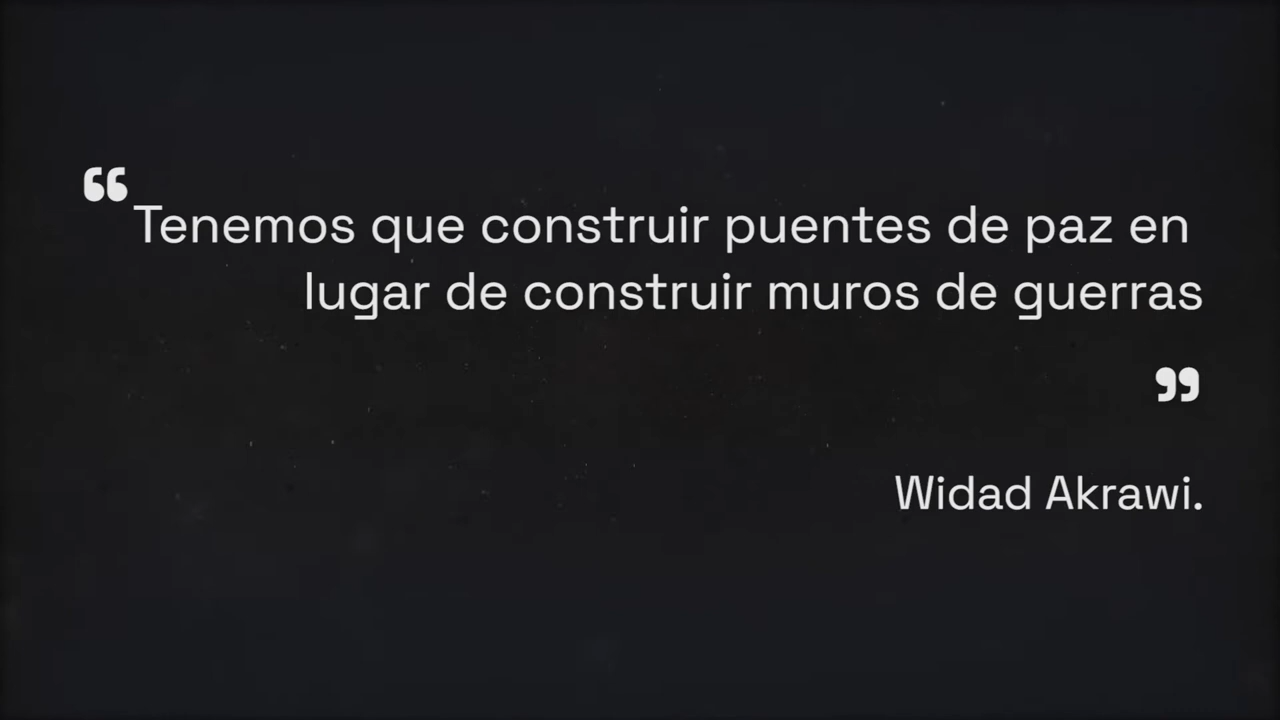 “Tenemos que construir puentes de paz en
lugar de construir muros de guerras
”
Widad Akrawi.